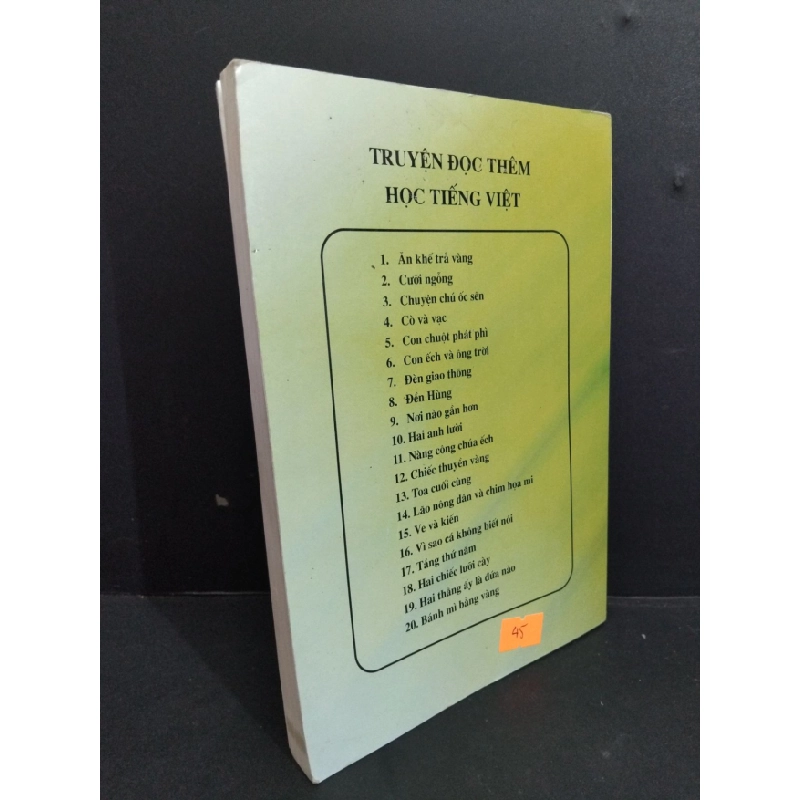 TRUYỆN ĐỌC THÊM
HỌC TIẾNG VIỆT
1. Ăn khế trả vàng
2. Cưỡi ngỗng
3. Chuyện chú ốc sên
4. Cò và vạc
5. Con chuột phát phì
6. Con ếch và ông trời
7. Đèn giao thông
8. Đền Hùng
9. Nơi nào gần hơn
10. Hai anh lười
11. Nàng công chúa ếch
12. Chiếc thuyền vàng
13. Toa cuối cùng
14. Lão nông dân và chim họa mi
15. Ve và kiến
16. Vì sao cá không biết nói
17. Tầng thứ năm
18. Hai chiếc lưỡi cày
19. Hai thằng ấy là đứa nào
20. Bánh mì bằng vàng
45